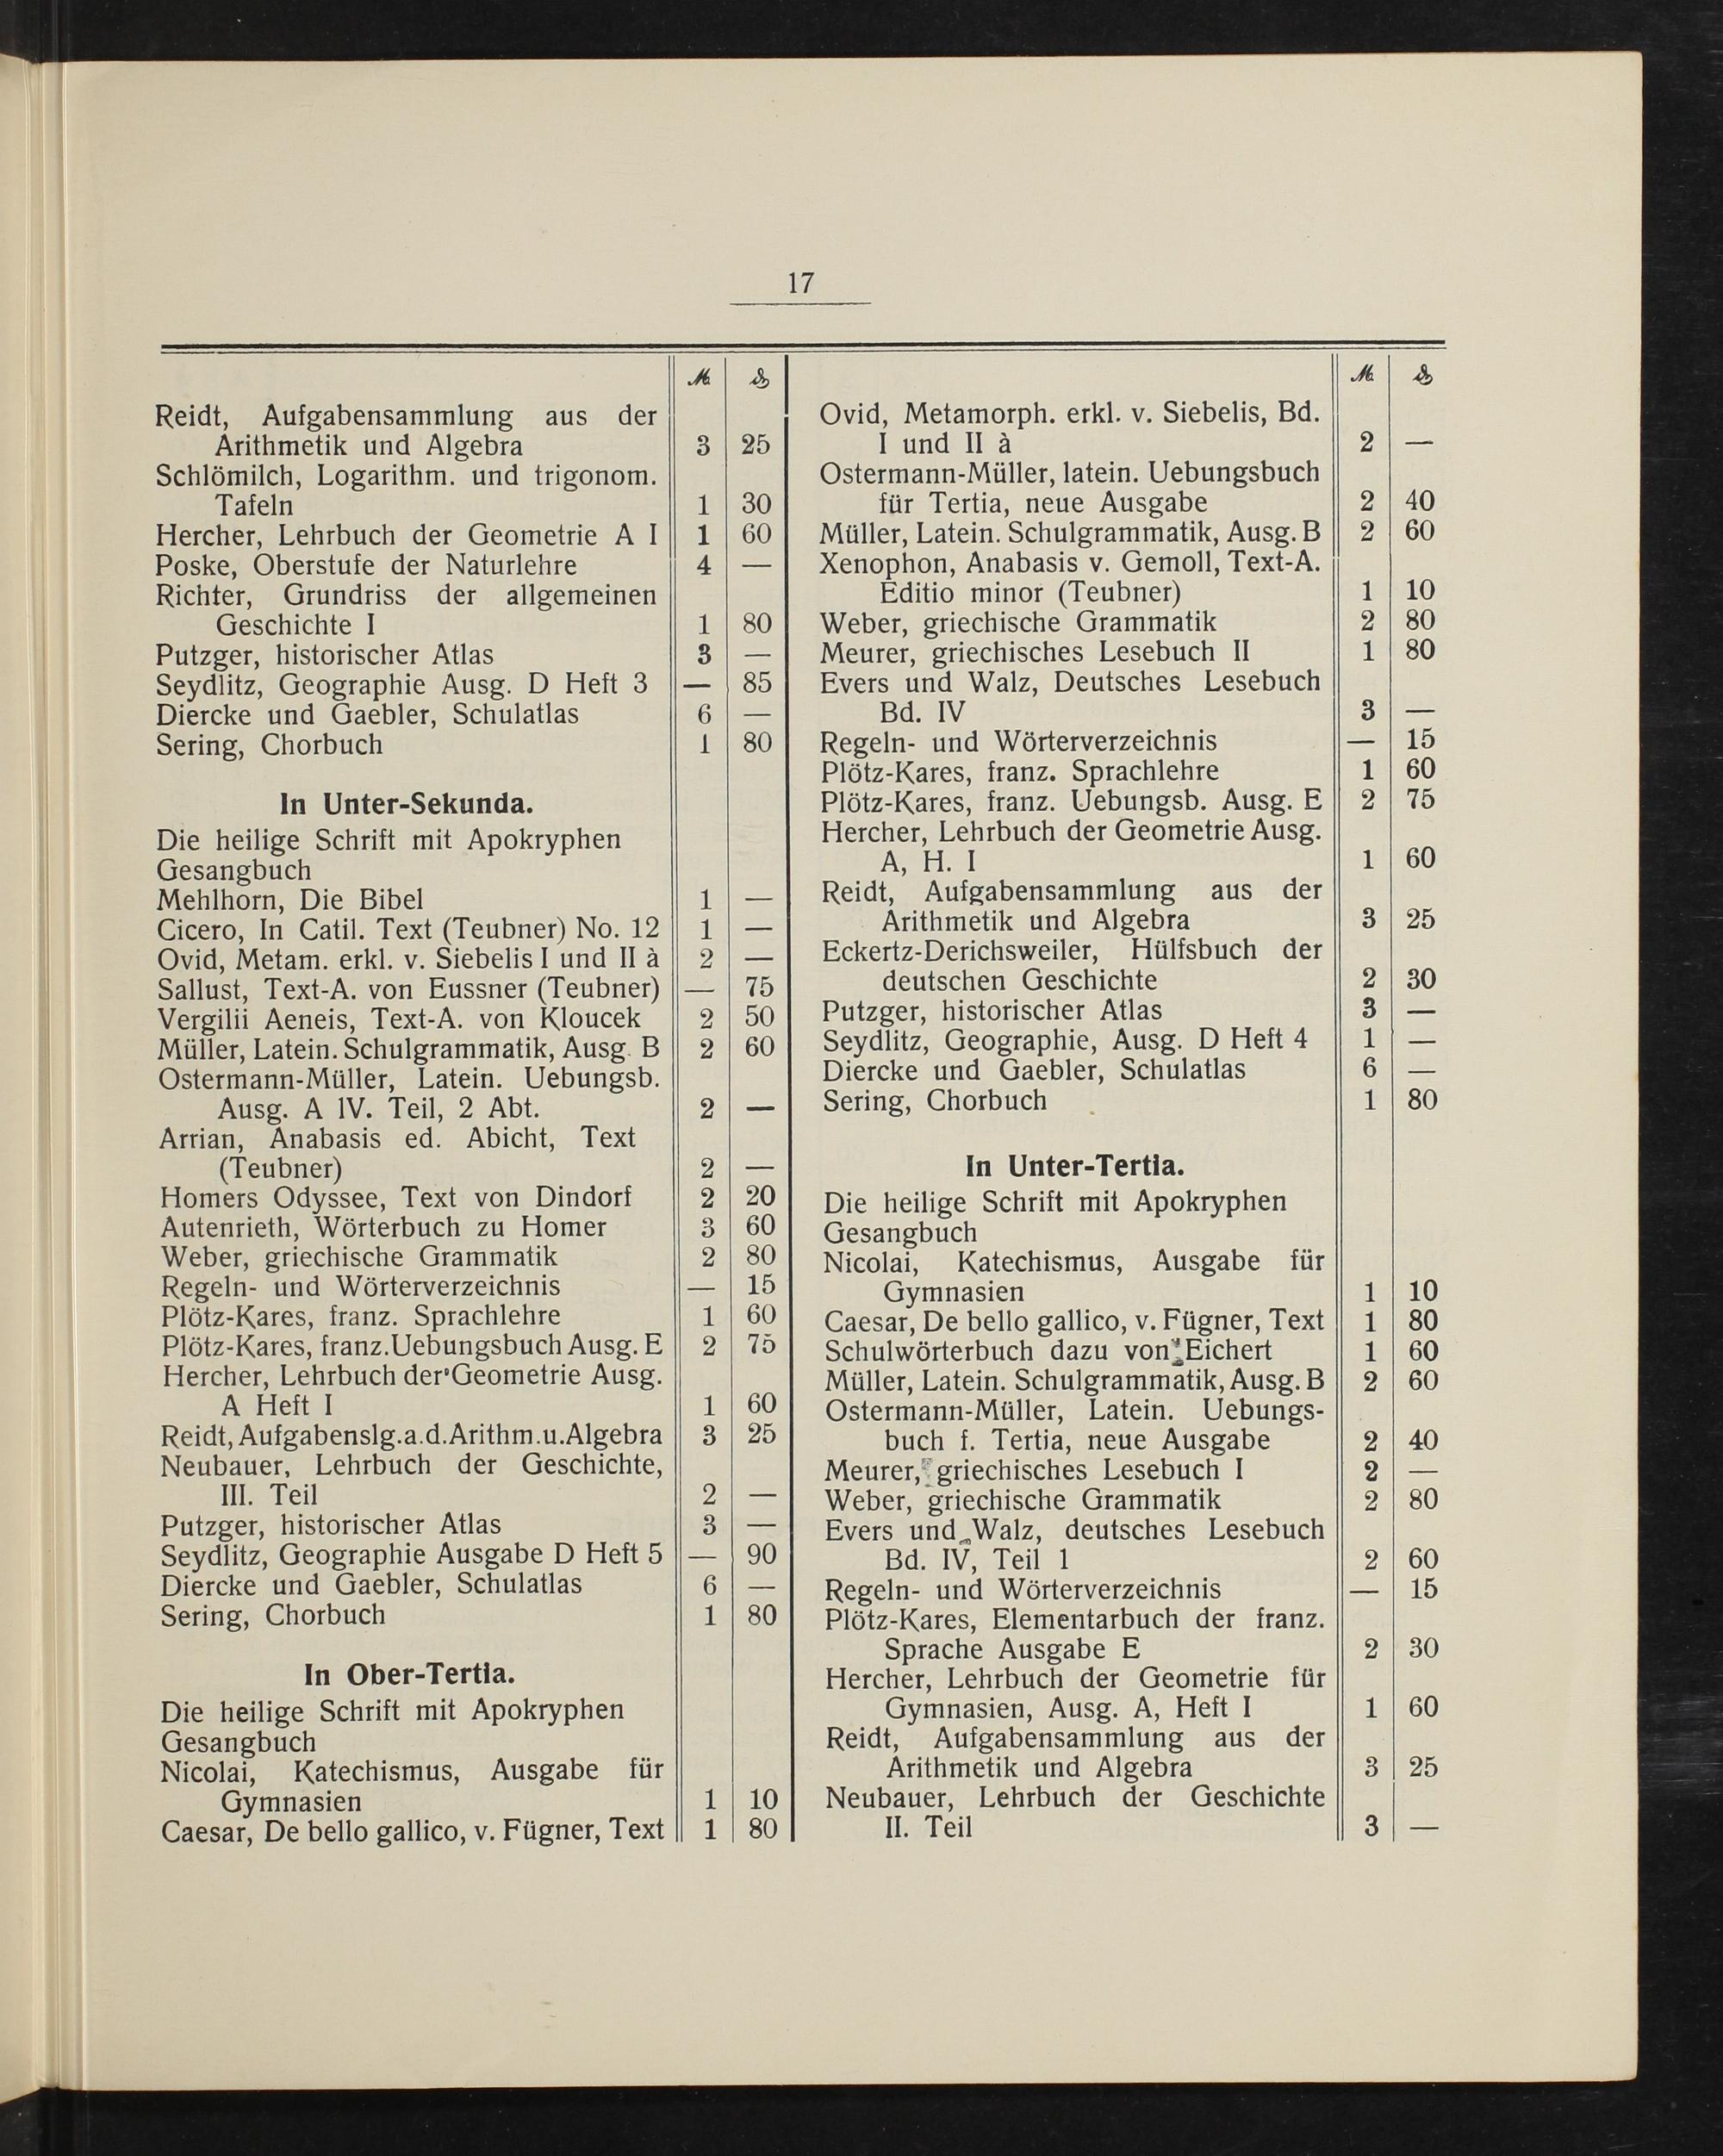 17
ℳ ₰
Reidt, Aufgabensammlung aus der
Arithmetik und Algebra 3 25
Schlömilch, Logarithm. und trigonom.
Tafeln 1 30
Hercher, Lehrbuch der Geometrie A I 1 60
Poske, Oberstufe der Naturlehre 4 —
Richter, Grundriss der allgemeinen
Geschichte I 1 80
Putzger, historischer Atlas 3 —
Seydlitz, Geographie Ausg. D Heft 3 — 85
Diercke und Gaebler, Schulatlas 6 —
Sering, Chorbuch 1 80
In Unter-Sekunda.
Die heilige Schrift mit Apokryphen
Gesangbuch
Mehlhorn, Die Bibel 1 —
Cicero, In Catil. Text (Teubner) No. 12 1 —
Ovid, Metam. erkl. v. Siebelis I und II à 2 —
Sallust, Text-A. von Eussner (Teubner) — 75
Vergilii Aeneis, Text-A. von Kloucek 2 50
Müller, Latein. Schulgrammatik, Ausg. B 2 60
Ostermann-Müller, Latein. Uebungsb.
Ausg. A IV. Teil, 2 Abt. 2 —
Arrian, Anabasis ed. Abicht, Text
(Teubner) 2 —
Homers Odyssee, Text von Dindorf 2 20
Autenrieth, Wörterbuch zu Homer 3 60
Weber, griechische Grammatik 2 80
Regeln- und Wörterverzeichnis — 15
Plötz-Kares, franz. Sprachlehre 1 60
Plötz-Kares, franz.Uebungsbuch Ausg. E 2 75
Hercher, Lehrbuch der Geometrie Ausg.
A Heft I 1 60
Reidt, Aufgabenslg.a.d.Arithm.u.Algebra 3 25
Neubauer, Lehrbuch der Geschichte,
III. Teil 2 —
Putzger, historischer Atlas 3 —
Seydlitz, Geographie Ausgabe D Heft 5 — 90
Diercke und Gaebler, Schulatlas 6 —
Sering, Chorbuch 1 80
In Ober-Tertia.
Die heilige Schrift mit Apokryphen
Gesangbuch
Nicolai, Katechismus, Ausgabe für
Gymnasien 1 10
Caesar, De bello gallico, v. Fügner, Text 1 80
ℳ ₰
Ovid, Metamorph. erkl. v. Siebelis, Bd.
I und II à 2 —
Ostermann-Müller, latein. Uebungsbuch
für Tertia, neue Ausgabe 2 40
Müller, Latein. Schulgrammatik, Ausg. B 2 60
Xenophon, Anabasis v. Gemoll, Text-A.
Editio minor (Teubner) 1 10
Weber, griechische Grammatik 2 80
Meurer, griechisches Lesebuch II 1 80
Evers und Walz, Deutsches Lesebuch
Bd. IV 3 —
Regeln- und Wörterverzeichnis — 15
Plötz-Kares, franz. Sprachlehre 1 60
Plötz-Kares, franz. Uebungsb. Ausg. E 2 75
Hercher, Lehrbuch der Geometrie Ausg.
A, H. I 1 60
Reidt, Aufgabensammlung aus der
Arithmetik und Algebra 3 25
Eckertz-Derichsweiler, Hülfsbuch der
deutschen Geschichte 2 30
Putzger, historischer Atlas 3 —
Seydlitz, Geographie, Ausg. D Heft 4 1 —
Diercke und Gaebler, Schulatlas 6 —
Sering, Chorbuch 1 80
In Unter-Tertia.
Die heilige Schrift mit Apokryphen
Gesangbuch
Nicolai, Katechismus, Ausgabe für
Gymnasien 1 10
Caesar, De bello gallico, v. Fügner, Text 1 80
Schulwörterbuch dazu von Eichert 1 60
Müller, Latein. Schulgrammatik, Ausg. B 2 60
Ostermann-Müller, Latein. Uebungs-
buch f. Tertia, neue Ausgabe 2 40
Meurer, griechisches Lesebuch I 2 —
Weber, griechische Grammatik 2 80
Evers und Walz, deutsches Lesebuch
Bd. IV, Teil 1 2 60
Regeln- und Wörterverzeichnis — 15
Plötz-Kares, Elementarbuch der franz.
Sprache Ausgabe E 2 30
Hercher, Lehrbuch der Geometrie für
Gymnasien, Ausg. A, Heft I 1 60
Reidt, Aufgabensammlung aus der
Arithmetik und Algebra 3 25
Neubauer, Lehrbuch der Geschichte
II. Teil 3 —